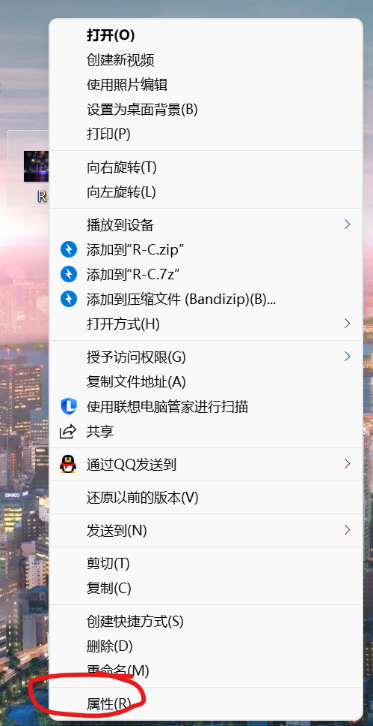 打开(O)
创建新视频
使用照片编辑
设置为桌面背景(B)
打印(P)
向右旋转(T)
向左旋转(L)
R
播放到设备
添加到“R-C.zip”
添加到“R-C.7z”
添加到压缩文件 (Bandizip)(B)...
打开方式(H)
授予访问权限(G)
复制文件地址(A)
使用联想电脑管家进行扫描
共享
通过QQ发送到
还原以前的版本(V)
发送到(N)
剪切(T)
复制(C)
创建快捷方式(S)
删除(D)
重命名(M)
属性(R)